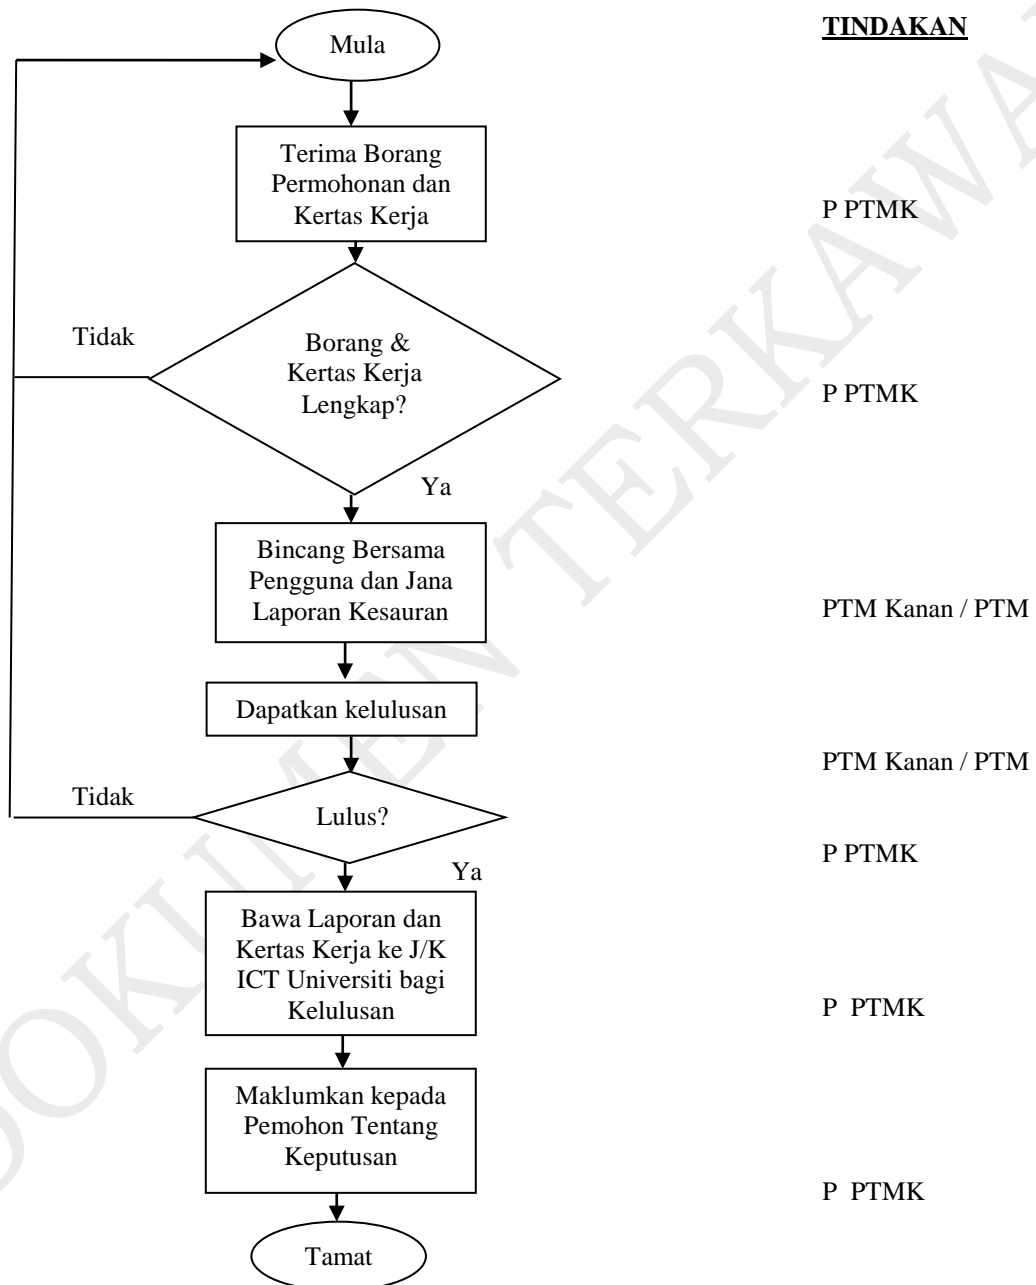 TINDAKAN
Mula
Terima Borang
Permohonan dan
Kertas Kerja
P PTMK
Tidak
Borang &
Kertas Kerja
Lengkap?
P PTMK
Ya
Bincang Bersama
Pengguna dan Jana
Laporan Kesauran
PTM Kanan / PTM
Dapatkan kelulusan
PTM Kanan / PTM
Tidak
Lulus?
P PTMK
Ya
Bawa Laporan dan
Kertas Kerja ke J/K
ICT Universiti bagi
Kelulusan
P PTMK
Maklumkan kepada
Pemohon Tentang
Keputusan
P PTMK
Tamat
DOKUMEN TERKAWA